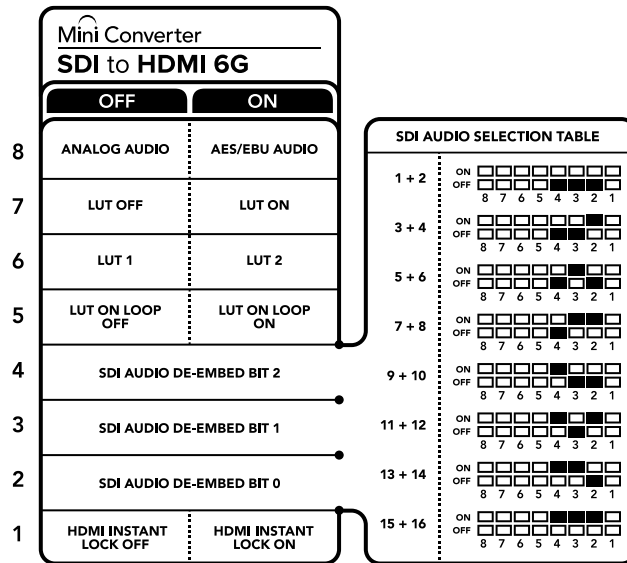 Mini Converter
SDI to HDMI 6G
OFF ON
8 ANALOG AUDIO AES/EBU AUDIO
7 LUT OFF LUT ON
6 LUT 1 LUT 2
5 LUT ON LOOP OFF LUT ON LOOP ON
4 SDI AUDIO DE-EMBED BIT 2
3 SDI AUDIO DE-EMBED BIT 1
2 SDI AUDIO DE-EMBED BIT 0
1 HDMI INSTANT LOCK OFF HDMI INSTANT LOCK ON
SDI AUDIO SELECTION TABLE
1 + 2 ON
OFF
8 7 6 5 4 3 2 1
3 + 4 ON
OFF
8 7 6 5 4 3 2 1
5 + 6 ON
OFF
8 7 6 5 4 3 2 1
7 + 8 ON
OFF
8 7 6 5 4 3 2 1
9 + 10 ON
OFF
8 7 6 5 4 3 2 1
11 + 12 ON
OFF
8 7 6 5 4 3 2 1
13 + 14 ON
OFF
8 7 6 5 4 3 2 1
15 + 16 ON
OFF
8 7 6 5 4 3 2 1